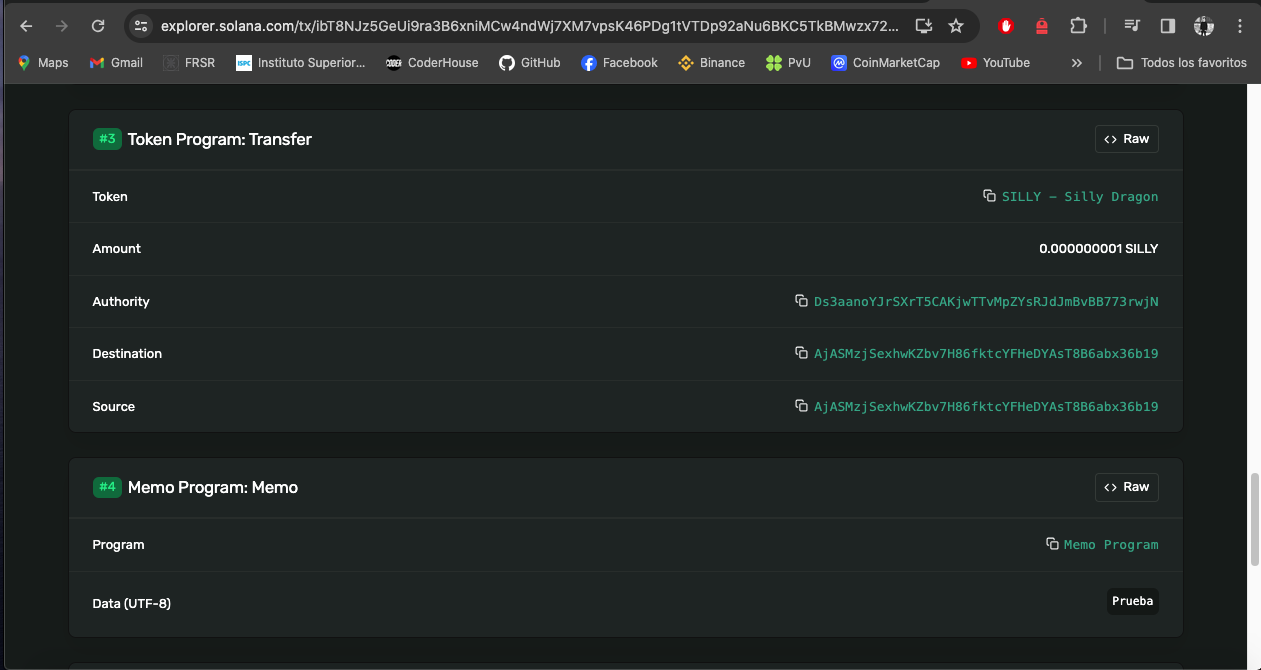 explorer.solana.com/tx/ibT8NJz5GeUi9ra3B6xniMCw4ndWj7XM7vpsK46PDg1tVTDp92aNu6BKC5TkBMwzx72...
Maps Gmail FRSR ISPC Instituto Superior... CODER CoderHouse GitHub Facebook Binance PvU CoinMarketCap YouTube » Todos los favoritos
#3 Token Program: Transfer <> Raw
Token SILLY – Silly Dragon
Amount 0.000000001 SILLY
Authority Ds3aanoYJrSXrT5CAKjwTTvMpZYsRJdJmBvBB773rwjN
Destination AjASMzjSexhwKZbv7H86fktcYFHeDYAsT8B6abx36b19
Source AjASMzjSexhwKZbv7H86fktcYFHeDYAsT8B6abx36b19
#4 Memo Program: Memo <> Raw
Program Memo Program
Data (UTF-8) Prueba